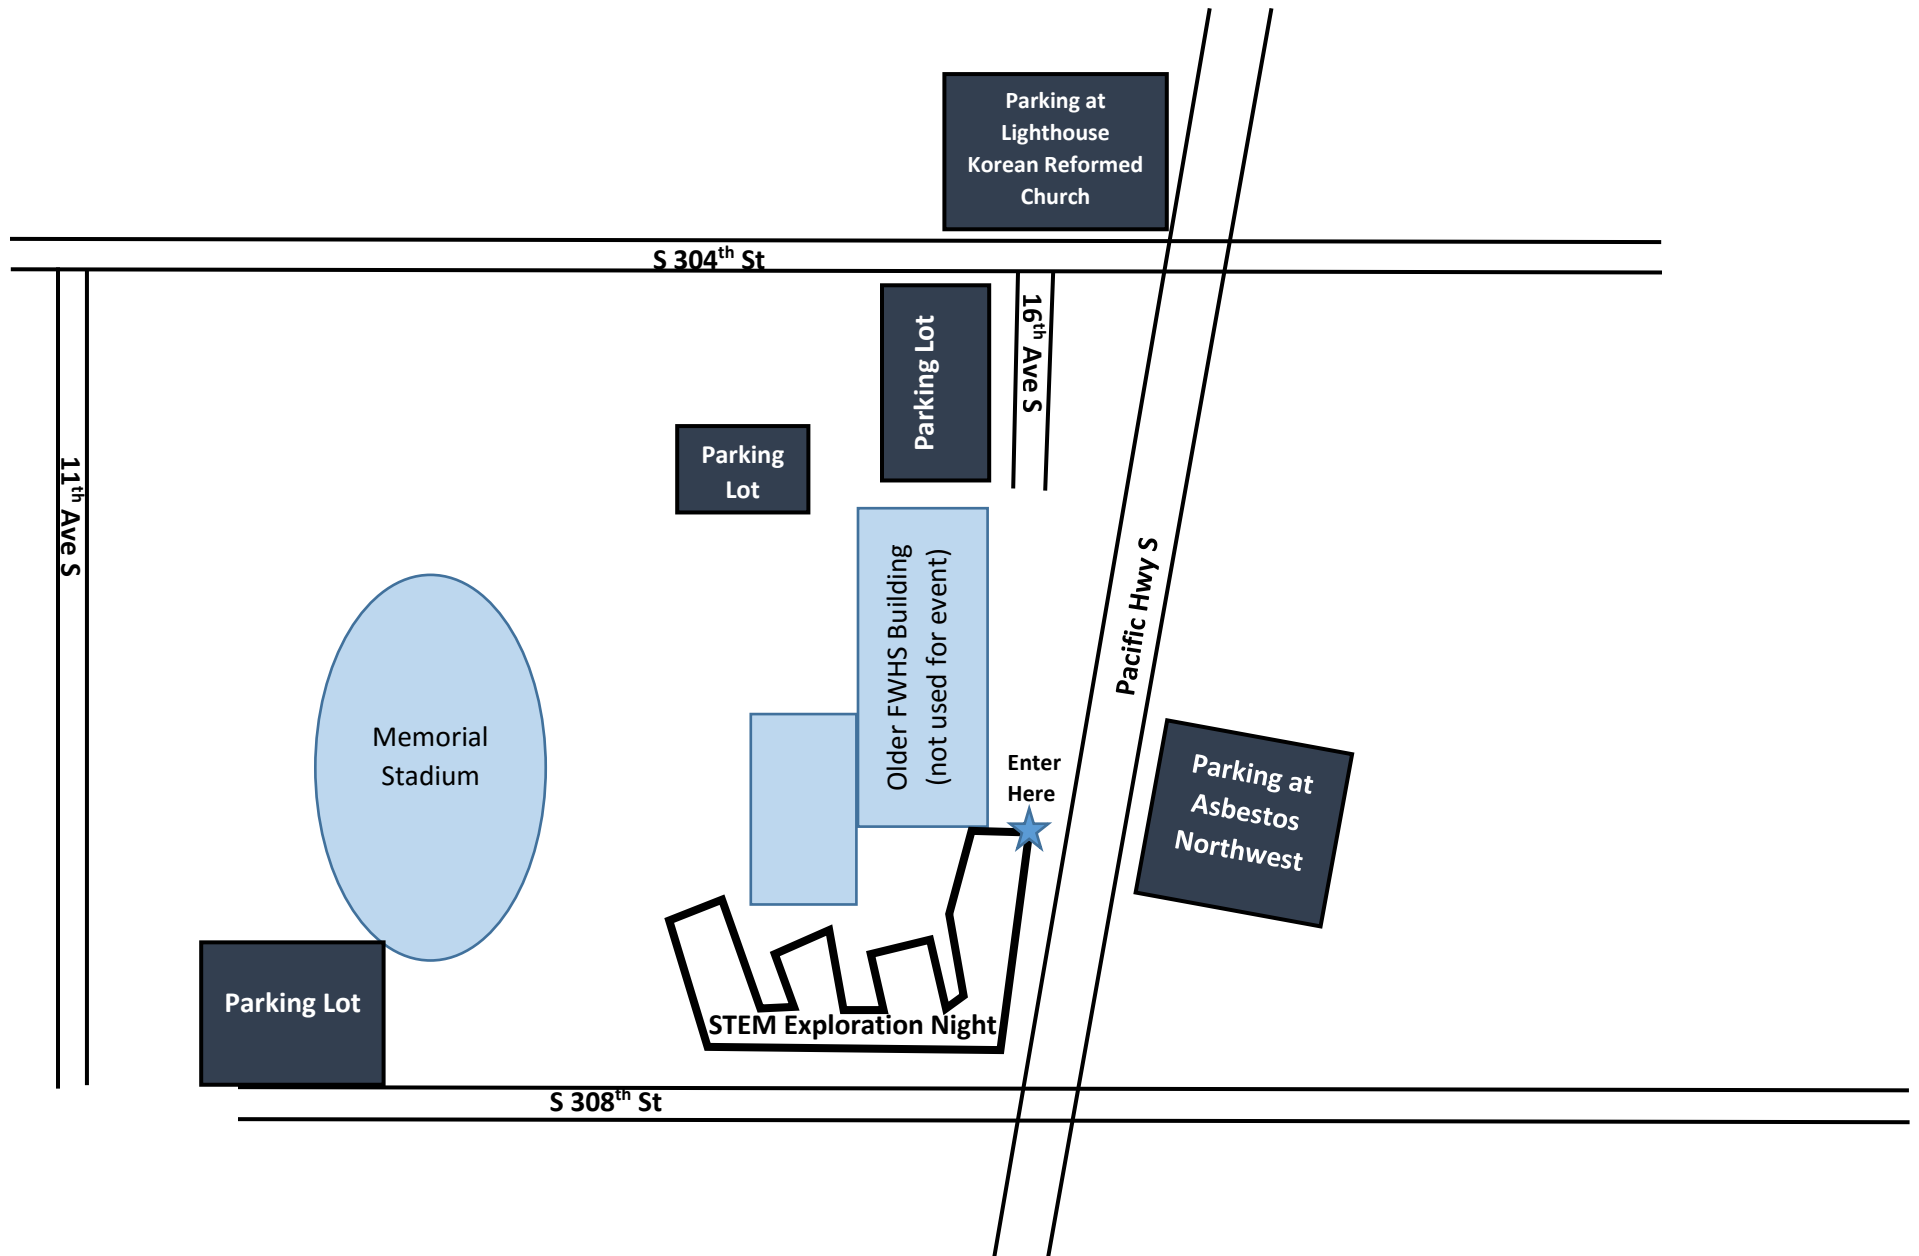 Parking at
Lighthouse
Korean Reformed
Church
S 304th St
16th Ave S
Parking Lot
Parking
Lot
11th Ave S
Pacific Hwy S
Older FWHS Building
(not used for event)
Memorial
Stadium
Enter
Here
Parking at
Asbestos
Northwest
Parking Lot
STEM Exploration Night
S 308th St